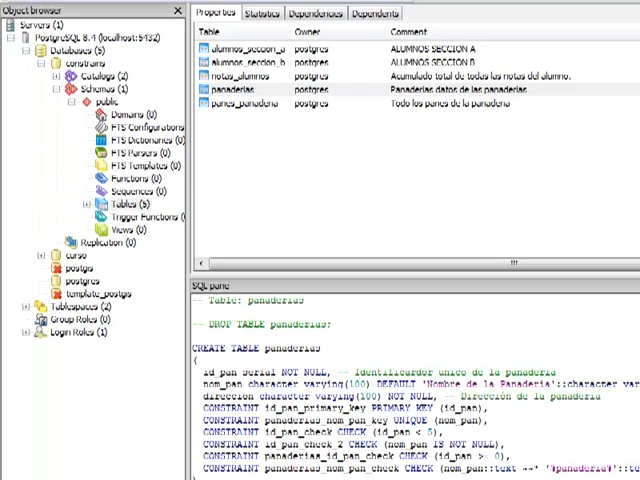 Object browser
Servers (1)
PostgreSQL 8.4 (localhost:5432)
Databases (5)
constrains
Catalogs (2)
Schemas (1)
public
Domains (0)
FTS Configurations
FTS Dictionaries (0)
FTS Parsers (0)
FTS Templates (0)
Functions (0)
Sequences (0)
Tables (5)
Trigger Functions (
Views (0)
Replication (0)
curso
postgis
postgres
template_postgis
Tablespaces (2)
Group Roles (0)
Login Roles (1)
Properties Statistics Dependencies Dependents
Table Owner Comment
alumnos_seccion_a postgres ALUMNOS SECCION A
alumnos_seccion_b postgres ALUMNOS SECCION B
notas_alumnos postgres Acumulado total de todas las notas del alumno.
panaderias postgres Panaderias datos de las panaderias
panes_panaderia postgres Todo los panes de la panaderia
SQL pane
-- Table: panaderias
-- DROP TABLE panaderias;
CREATE TABLE panaderias
(
id_pan serial NOT NULL, -- Identificardor unico de la panaderia
nom_pan character varying(100) DEFAULT 'Nombre de la Panaderia'::character var
direccion character varying(100) NOT NULL, -- Dirección de la panaderia
CONSTRAINT id_pan_primary_key PRIMARY KEY (id_pan),
CONSTRAINT panaderias_nom_pan_key UNIQUE (nom_pan),
CONSTRAINT id_pan_check CHECK (id_pan < 5),
CONSTRAINT id_pan_check_2 CHECK (nom_pan IS NOT NULL),
CONSTRAINT panaderias_id_pan_check CHECK (id_pan >= 0),
CONSTRAINT panaderias_nom_pan_check CHECK (nom_pan::text ~~* '%panaderia%'::te